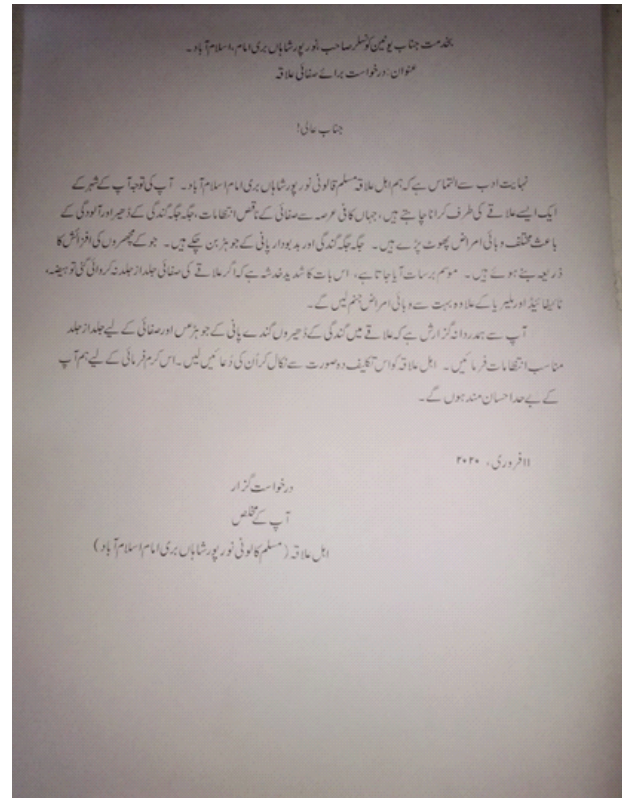 بخدمت جناب یونین کونسلر صاحب، نور پور شاہاں بری امام، اسلام آباد۔
عنوان: درخواست برائے صفائی علاقہ
جناب عالی!
نہایت ادب سے التماس ہے کہ ہم اہل علاقہ مسلم قالونی نور پور شاہاں بری امام اسلام آباد۔ آپ کی توجہ آپ کے شہر کے
ایک ایسے علاقے کی طرف کرانا چاہتے ہیں، جہاں کافی عرصہ سے صفائی کے ناقص انتظامات، جگہ جگہ گندگی کے ڈھیر اور آلودگی کے
باعث مختلف وبائی امراض پھوٹ پڑے ہیں۔ جگہ جگہ گندگی اور بدبودار پانی کے جوہڑ بن چکے ہیں۔ جو کے مچھروں کی افزائش کا
ذریعہ بنے ہوئے ہیں۔ موسم برسات آیا جاتا ہے، اس بات کا شدید خدشہ ہے کہ اگر علاقے کی صفائی جلد از جلد نہ کروائی گئی تو ہیضہ،
ٹائیفائیڈ اور ملیریا کے علاوہ بہت سے وبائی امراض جنم لیں گے۔
آپ سے ہمدردانہ گزارش ہے کہ علاقے میں گندگی کے ڈھیروں گندے پانی کے جوہڑمس اور صفائی کے لیے جلد از جلد
مناسب انتظامات فرمائیں۔ اہل علاقہ کو اس تکلیف دہ صورت سے نکال کر اُن کی دُعائیں لیں۔ اس کرم فرمائی کے لیے ہم آپ
کے بے حد احسان مند ہوں گے۔
۱۱ فروری، ۲۰۲۰
درخواست گزار
آپ کے مخلص
اہل علاقہ (مسلم کالونی نور پور شاہاں بری امام اسلام آباد)